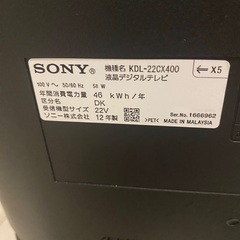 SONY 機種名 KDL-22CX400
液晶デジタルテレビ
X5
100 V～ 50/60 Hz 58 W
年間消費電力量 46 kWh/年
区分名 DK
受信機型サイズ 22V
ソニー株式会社 12年製
Ser.No.1666962
>PET< MADE IN MALAYSIA